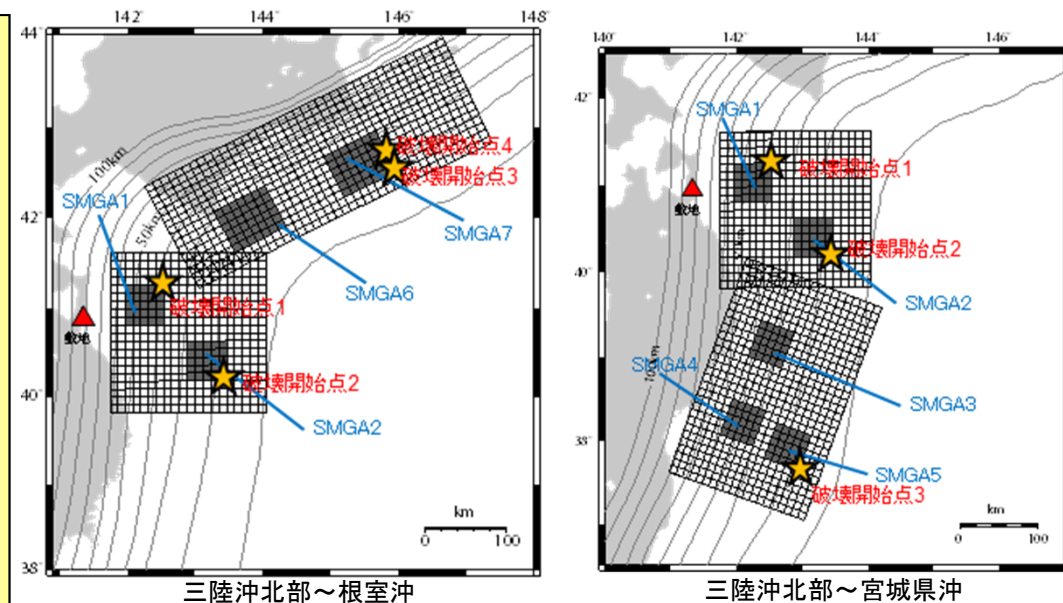 142° 144° 146° 148°
44°
破壊開始点4
破壊開始点3
100km
SMGA1
50km
42°
SMGA7
SMGA6
破壊開始点1
敷地
40°
破壊開始点2
SMGA2
km
0 100
38°
三陸沖北部～根室沖
140° 142° 144° 146°
42°
SMGA1
破壊開始点1
敷地
破壊開始点2
40°
SMGA2
100km
SMGA4
SMGA3
38°
SMGA5
破壊開始点3
km
0 100
三陸沖北部～宮城県沖